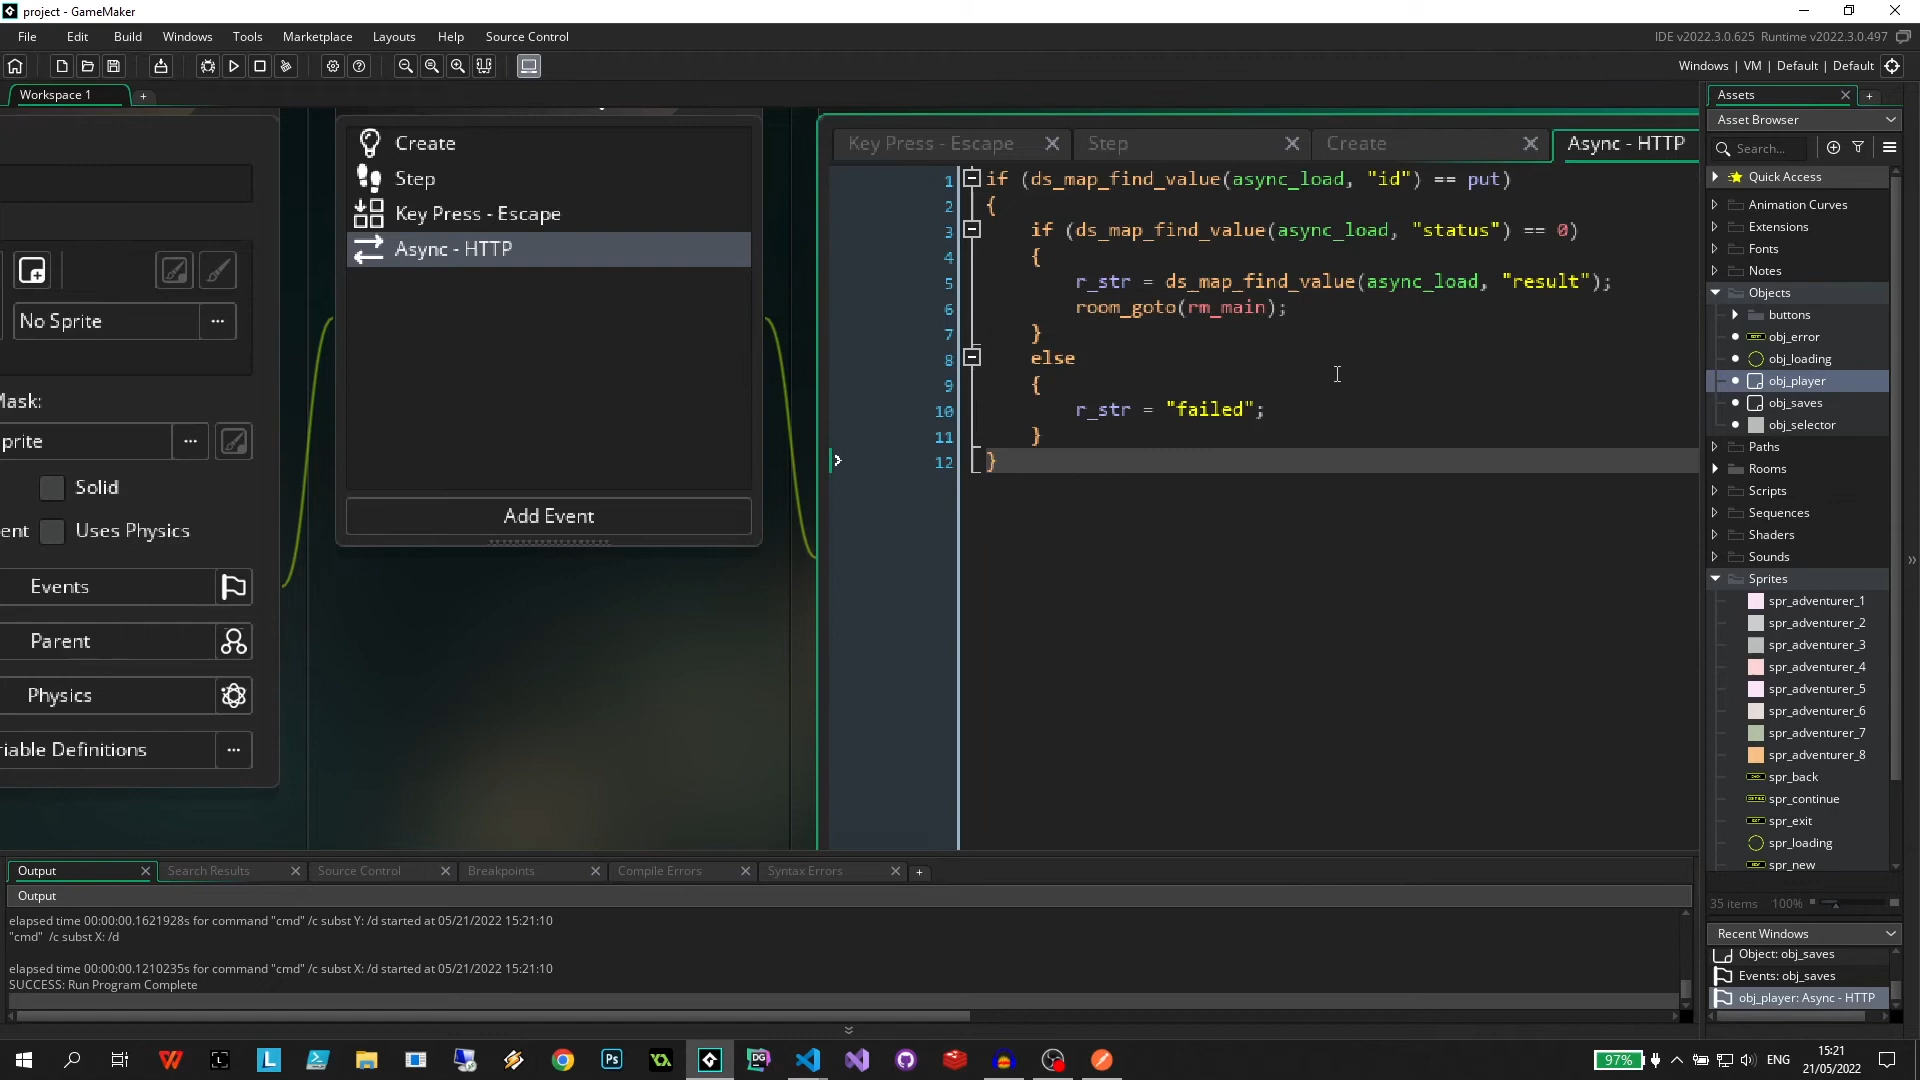 project - GameMaker
File Edit Build Windows Tools Marketplace Layouts Help Source Control
IDE v2022.3.0.625 Runtime v2022.3.0.497
Windows | VM | Default | Default
Workspace 1
Create
Step
Key Press - Escape
Async - HTTP
Add Event
No Sprite
Mask:
prite
Solid
ent
Uses Physics
Events
Parent
Physics
riable Definitions
Key Press - Escape
Step
Create
Async - HTTP
1 if (ds_map_find_value(async_load, "id") == put)
2 {
3 if (ds_map_find_value(async_load, "status") == 0)
4 {
5 r_str = ds_map_find_value(async_load, "result");
6 room_goto(rm_main);
7 }
8 else
9 {
10 r_str = "failed";
11 }
12 }
Assets
Asset Browser
Search...
Quick Access
Animation Curves
Extensions
Fonts
Notes
Objects
buttons
obj_error
obj_loading
obj_player
obj_saves
obj_selector
Paths
Rooms
Scripts
Sequences
Shaders
Sounds
Sprites
spr_adventurer_1
spr_adventurer_2
spr_adventurer_3
spr_adventurer_4
spr_adventurer_5
spr_adventurer_6
spr_adventurer_7
spr_adventurer_8
spr_back
spr_continue
spr_exit
spr_loading
spr_new
35 items 100%
Recent Windows
Object: obj_saves
Events: obj_saves
obj_player: Async - HTTP
Output
Search Results
Source Control
Breakpoints
Compile Errors
Syntax Errors
Output
elapsed time 00:00:00.1621928s for command "cmd" /c subst Y: /d started at 05/21/2022 15:21:10
"cmd" /c subst X: /d
elapsed time 00:00:00.1210235s for command "cmd" /c subst X: /d started at 05/21/2022 15:21:10
SUCCESS: Run Program Complete
97%
ENG
15:21
21/05/2022